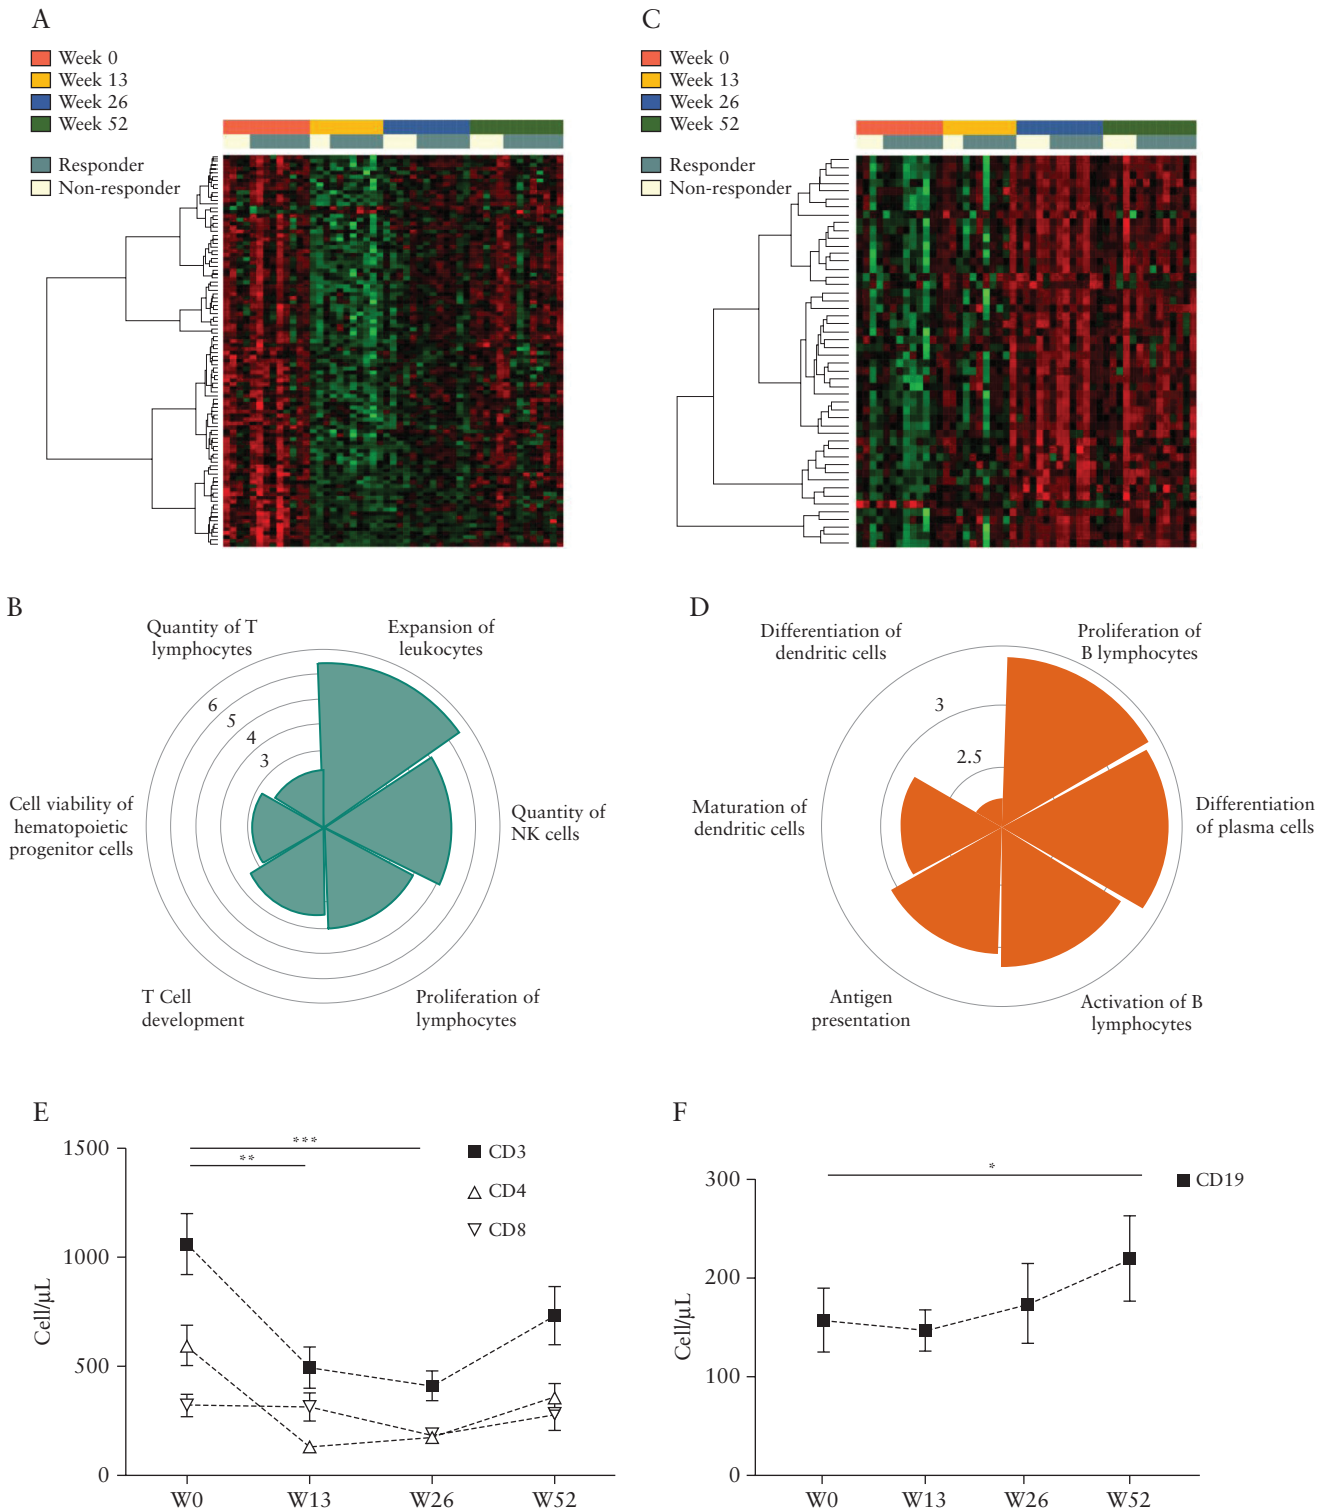 A
Week 0
Week 13
Week 26
Week 52
Responder
Non-responder
C
Week 0
Week 13
Week 26
Week 52
Responder
Non-responder
B
Quantity of T
lymphocytes
Expansion of
leukocytes
6
5
4
3
Cell viability of
hematopoietic
progenitor cells
Quantity of
NK cells
T Cell
development
Proliferation of
lymphocytes
D
Differentiation of
dendritic cells
Proliferation of
B lymphocytes
3
2.5
Maturation of
dendritic cells
Differentiation
of plasma cells
Antigen
presentation
Activation of B
lymphocytes
E
1500
1000
500
0
Cell/µL
***
**
CD3
CD4
CD8
W0
W13
W26
W52
F
300
200
100
0
Cell/µL
*
CD19
W0
W13
W26
W52